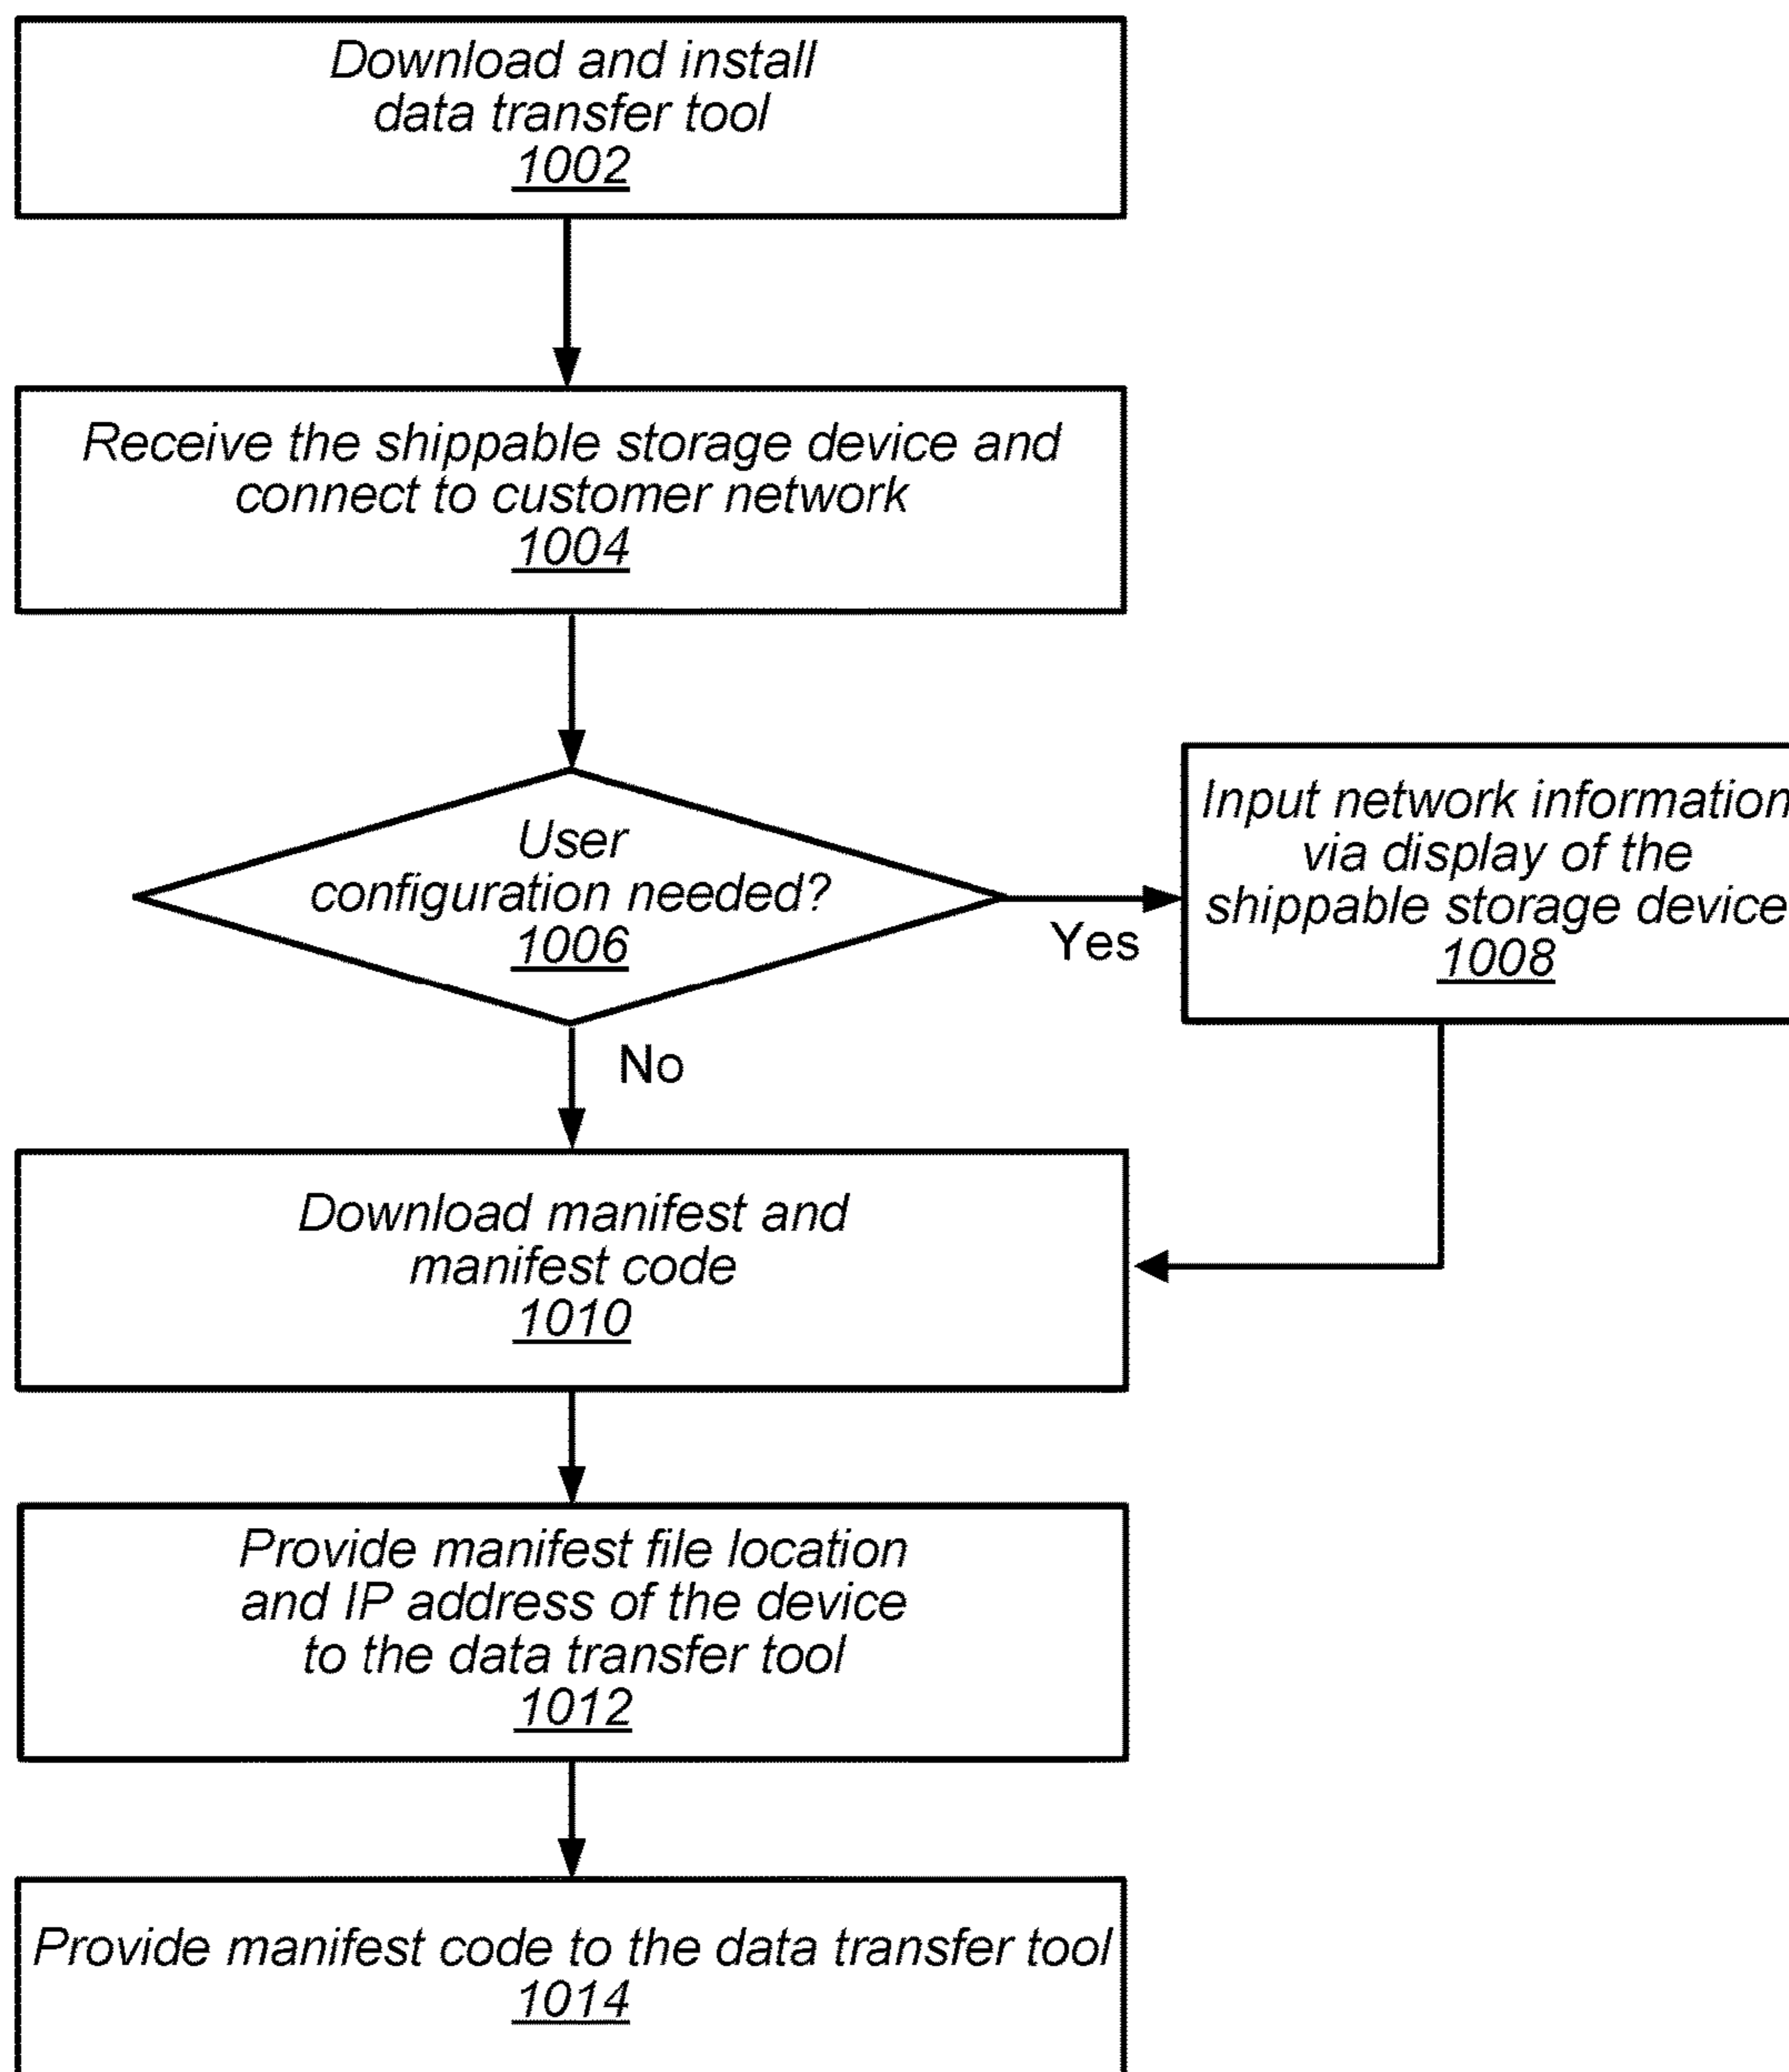 Download and install
data transfer tool
1002
Receive the shippable storage device and
connect to customer network
1004
User
configuration needed?
1006
Yes
Input network information
via display of the
shippable storage device
1008
No
Download manifest and
manifest code
1010
Provide manifest file location
and IP address of the device
to the data transfer tool
1012
Provide manifest code to the data transfer tool
1014